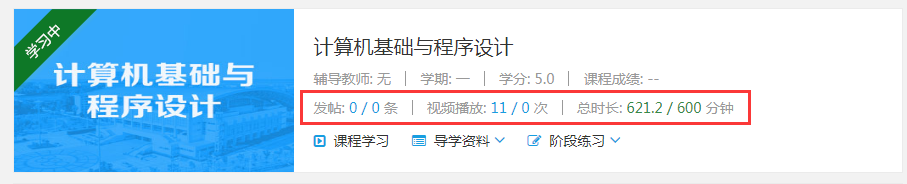 学习中
计算机基础与
程序设计
计算机基础与程序设计
辅导教师: 无 | 学期: 一 | 学分: 5.0 | 课程成绩: --
发帖: 0 / 0 条 | 视频播放: 11 / 0 次 | 总时长: 621.2 / 600 分钟
课程学习 导学资料 阶段练习